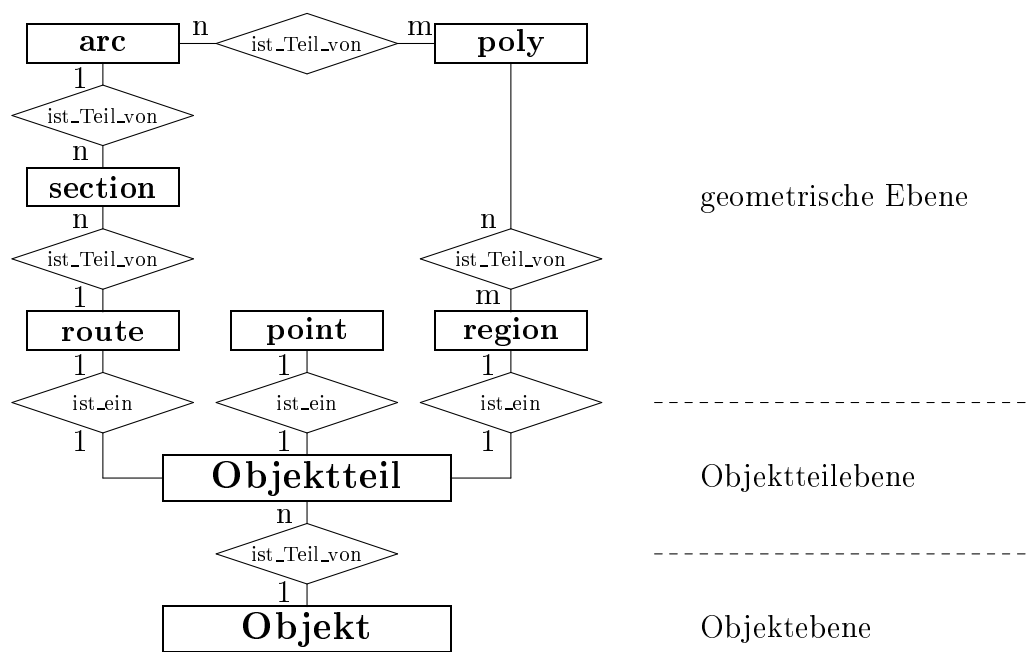 arc n ist_Teil_von m poly
1
ist_Teil_von
n
section geometrische Ebene
n n
ist_Teil_von ist_Teil_von
1 m
route point region
1 1 1
ist_ein ist_ein ist_ein
1 1 1
Objektteil Objektteilebene
n
ist_Teil_von
1
Objekt Objektebene